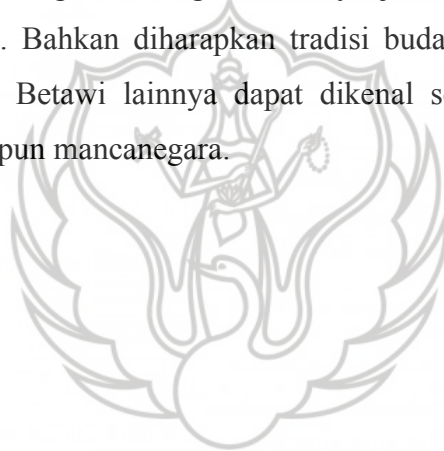 . Bahkan diharapkan tradisi buda
Betawi lainnya dapat dikenal s
pun mancanegara.